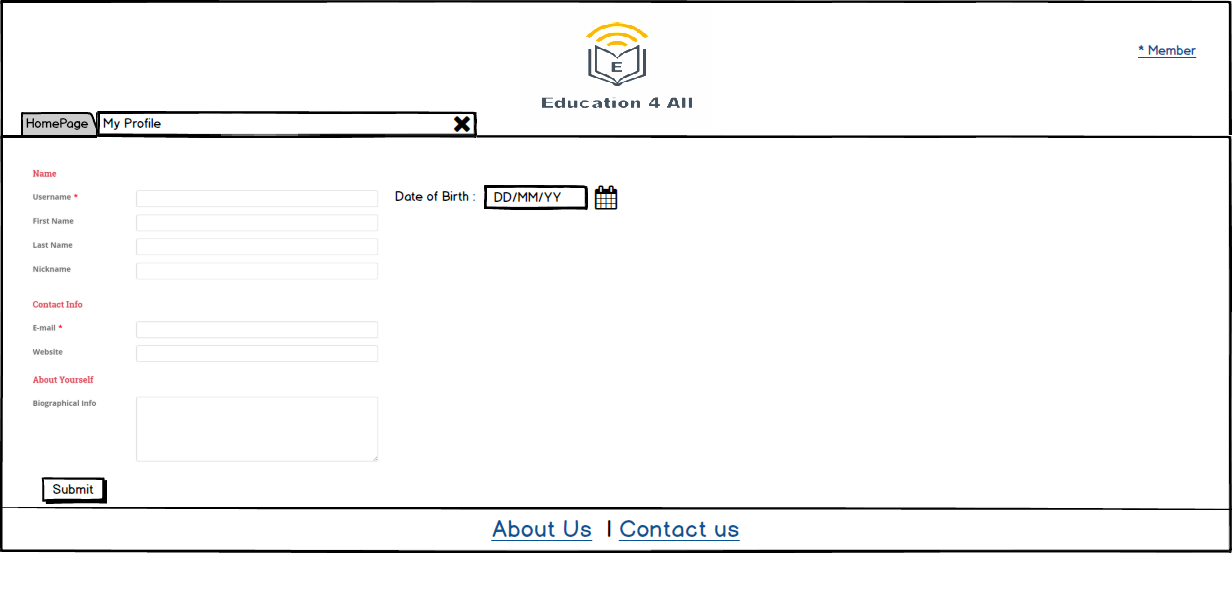 E
Education 4 All
* Member
HomePage
My Profile
Name
Username *
Date of Birth :
DD/MM/YY
First Name
Last Name
Nickname
Contact Info
E-mail *
Website
About Yourself
Biographical Info
Submit
About Us | Contact us